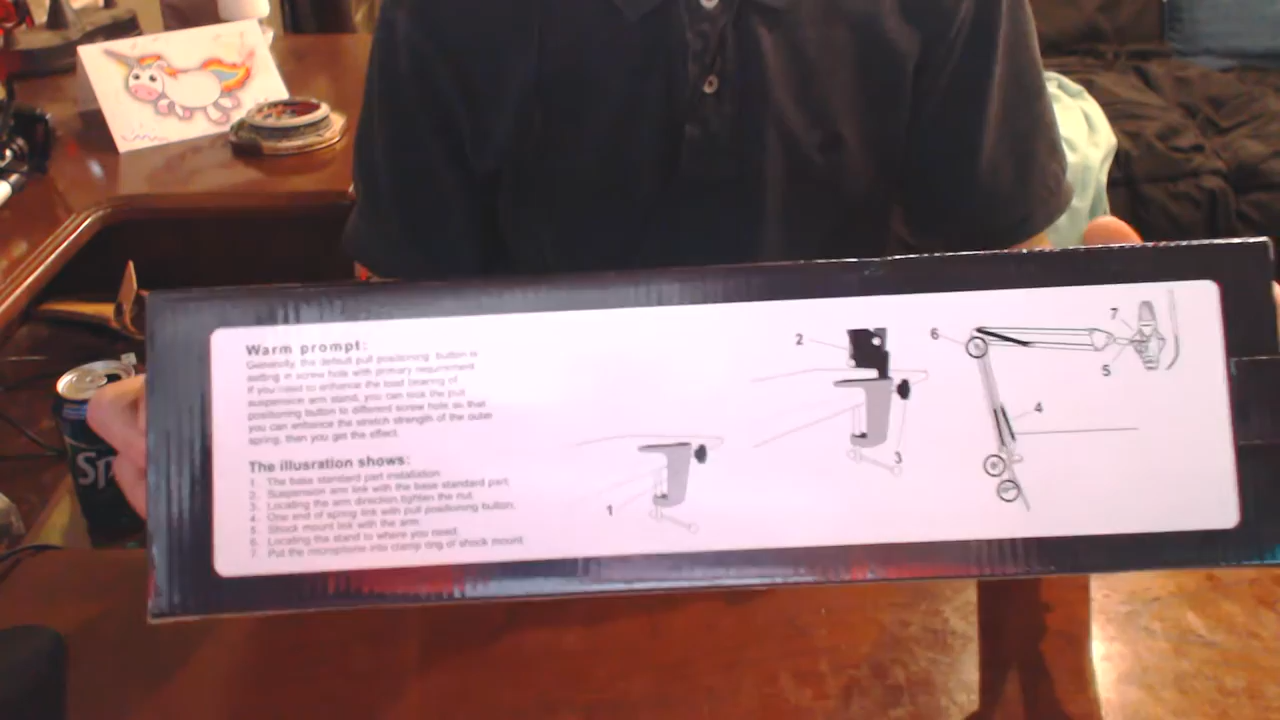 Warm prompt:
Generally, the default pull positioning button is
setting in screw hole with primary requirement.
If you need to enhance the load bearing of
suspension arm stand, you can lock the pull
positioning button to different screw hole so that
you can enhance the stretch strength of the outer
spring, then you get the effect.
The illusration shows:
1. The base standard part installation.
2. Suspension arm link with the base standard part.
3. Locating the arm direction, tighten the nut.
4. One end of spring link with pull positioning button.
5. Shock mount link with the arm.
6. Locating the stand to where you need.
7. Put the microphone into clamp ring of shock mount.
1
2
3
4
5
6
7
Sp